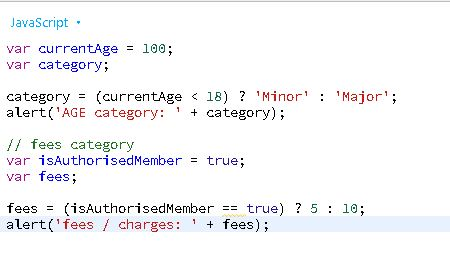 JavaScript
var currentAge = 100;
var category;
category = (currentAge < 18) ? 'Minor' : 'Major';
alert('AGE category: ' + category);
// fees category
var isAuthorisedMember = true;
var fees;
fees = (isAuthorisedMember == true) ? 5 : 10;
alert('fees / charges: ' + fees);